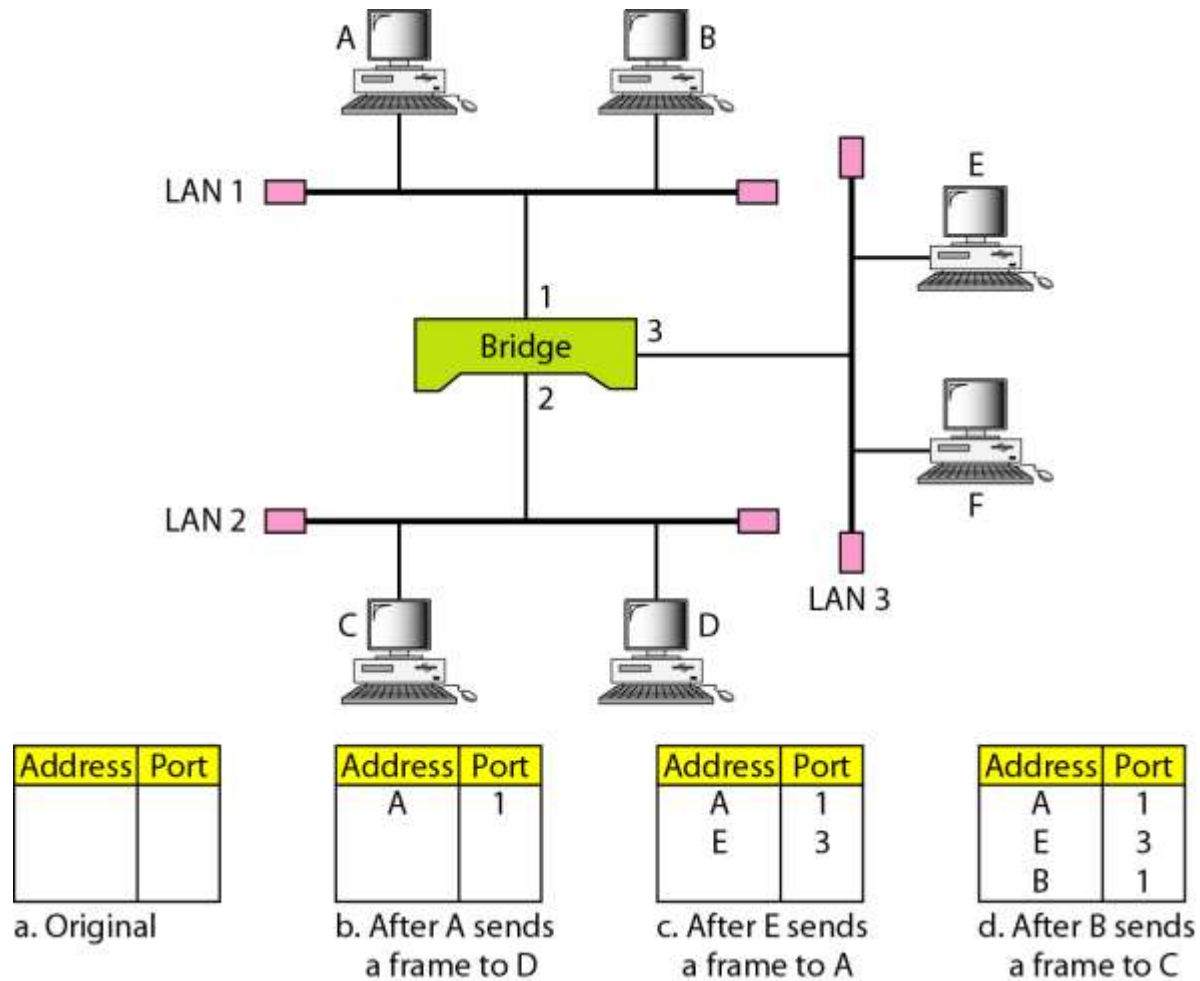 A
B
E
LAN 1
1
3
Bridge
2
F
LAN 2
LAN 3
C
D
Address Port
Address Port
A 1
Address Port
A 1
E 3
Address Port
A 1
E 3
B 1
a. Original
b. After A sends
a frame to D
c. After E sends
a frame to A
d. After B sends
a frame to C